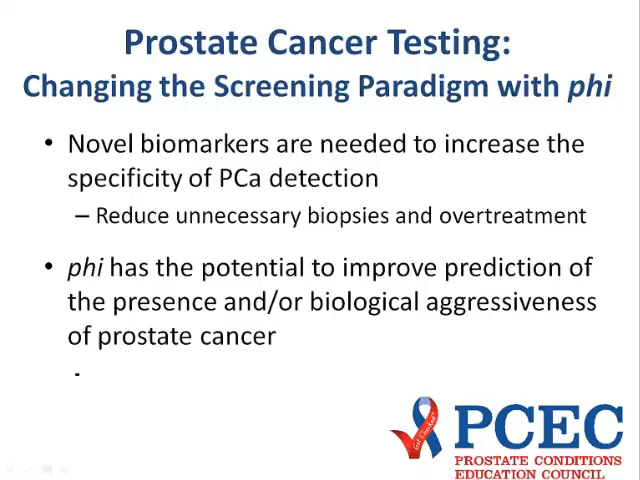 Prostate Cancer Testing:
Changing the Screening Paradigm with phi
• Novel biomarkers are needed to increase the
specificity of PCa detection
– Reduce unnecessary biopsies and overtreatment
• phi has the potential to improve prediction of
the presence and/or biological aggressiveness
of prostate cancer
-
Get Checked
PCEC
PROSTATE CONDITIONS
EDUCATION COUNCIL